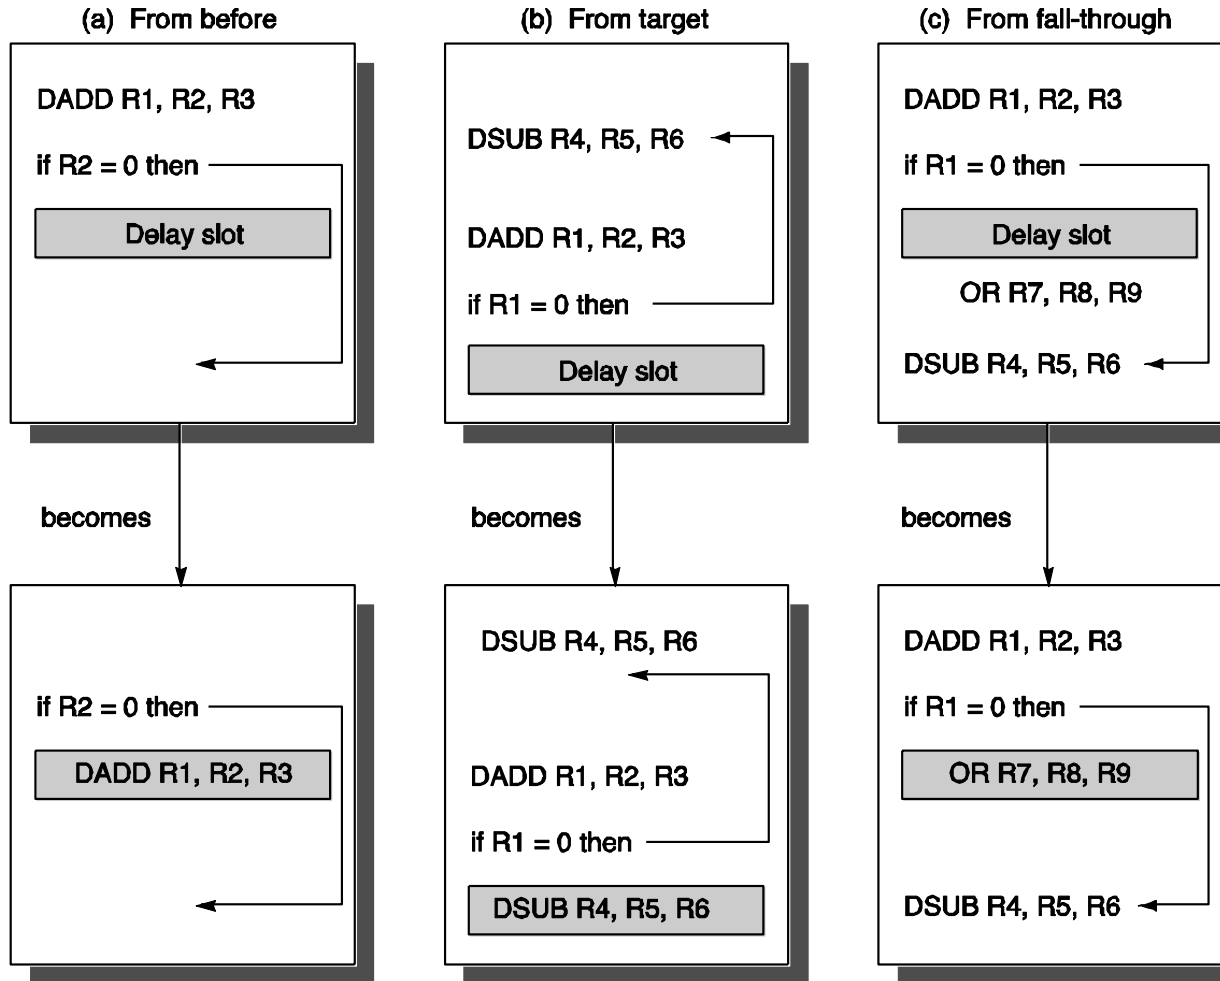 (a) From before
DADD R1, R2, R3
if R2 = 0 then
Delay slot
becomes
if R2 = 0 then
DADD R1, R2, R3
(b) From target
DSUB R4, R5, R6
DADD R1, R2, R3
if R1 = 0 then
Delay slot
becomes
DSUB R4, R5, R6
DADD R1, R2, R3
if R1 = 0 then
DSUB R4, R5, R6
(c) From fall-through
DADD R1, R2, R3
if R1 = 0 then
Delay slot
OR R7, R8, R9
DSUB R4, R5, R6
becomes
DADD R1, R2, R3
if R1 = 0 then
OR R7, R8, R9
DSUB R4, R5, R6